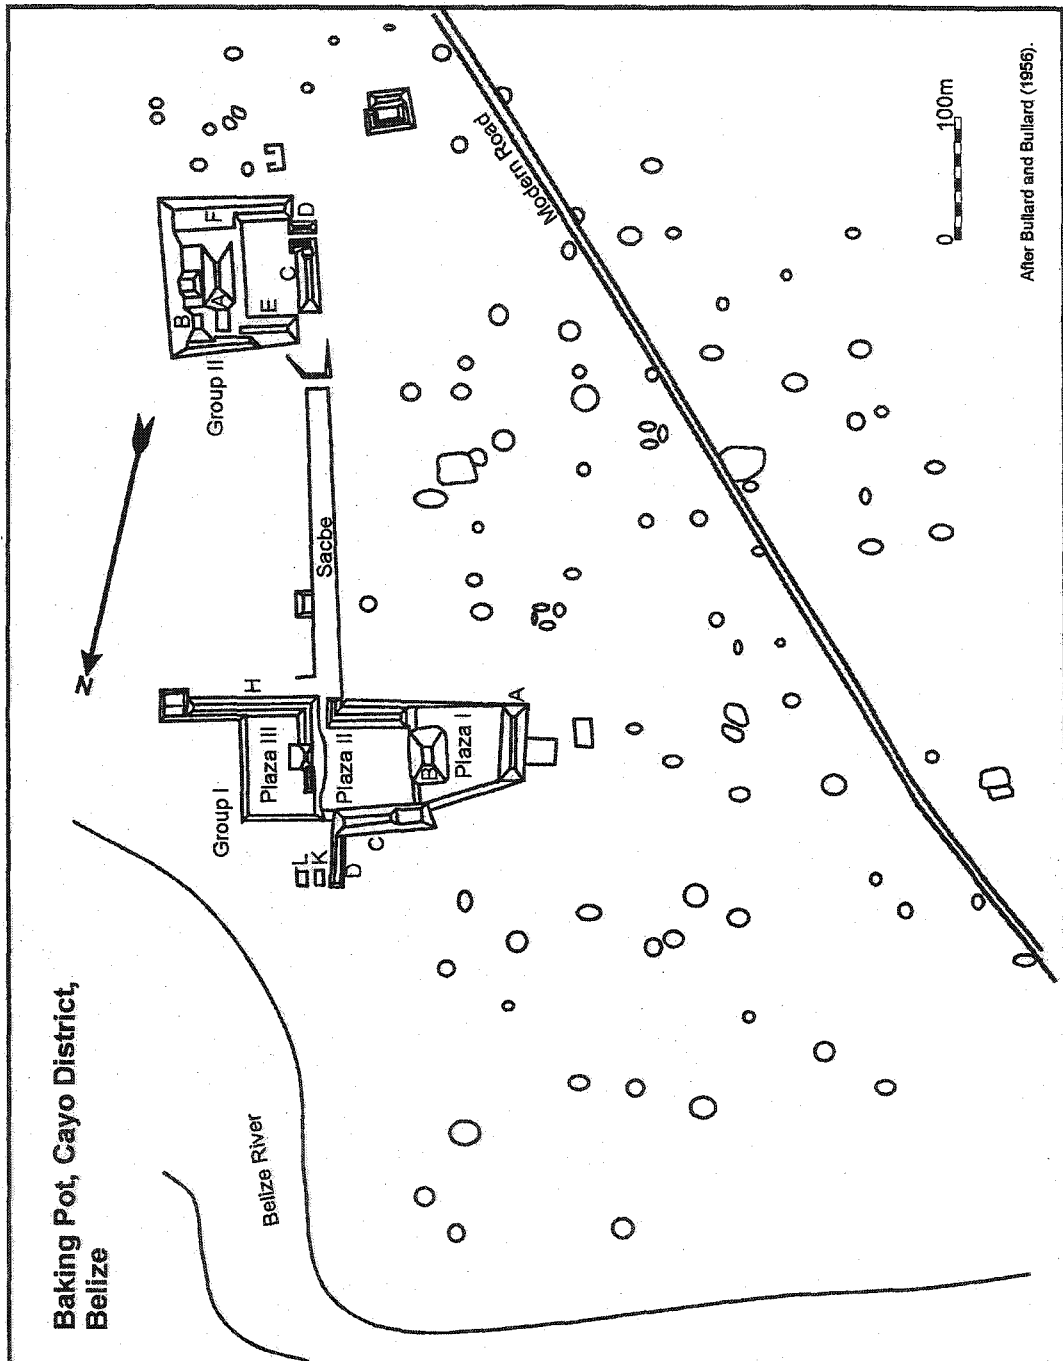 Baking Pot, Cayo District,
Belize
Belize River
N
Group I
Plaza III
H
Plaza II
Plaza I
A
B
C
D
K
L
Sacbe
Group II
B
A
F
E
C
D
Modern Road
0 100m
After Bullard and Bullard (1956).